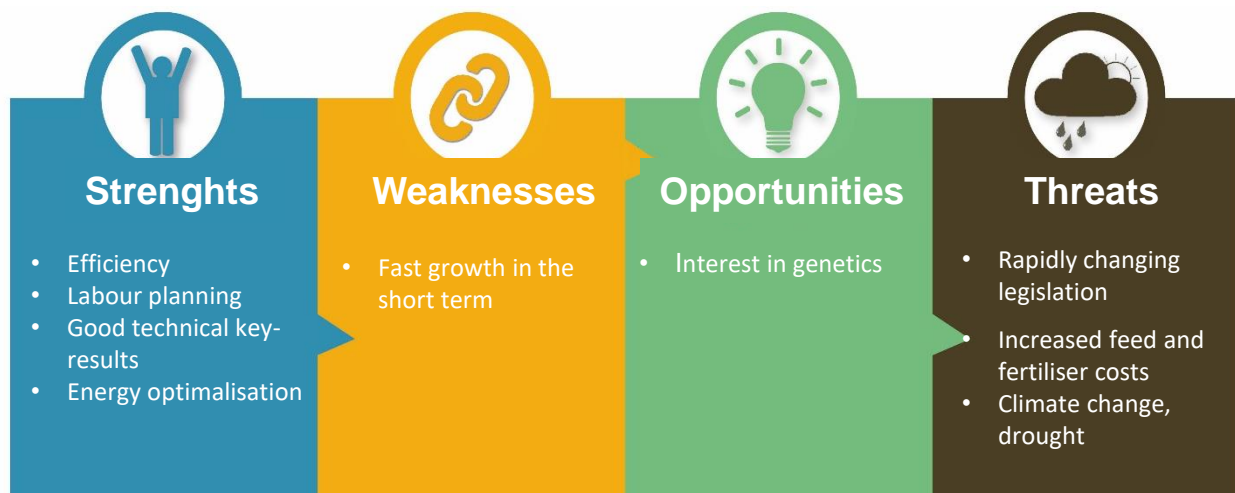 Strenghts
• Efficiency
• Labour planning
• Good technical key-
results
• Energy optimalisation
Weaknesses
• Fast growth in the
short term
Opportunities
• Interest in genetics
Threats
• Rapidly changing
legislation
• Increased feed and
fertiliser costs
• Climate change,
drought